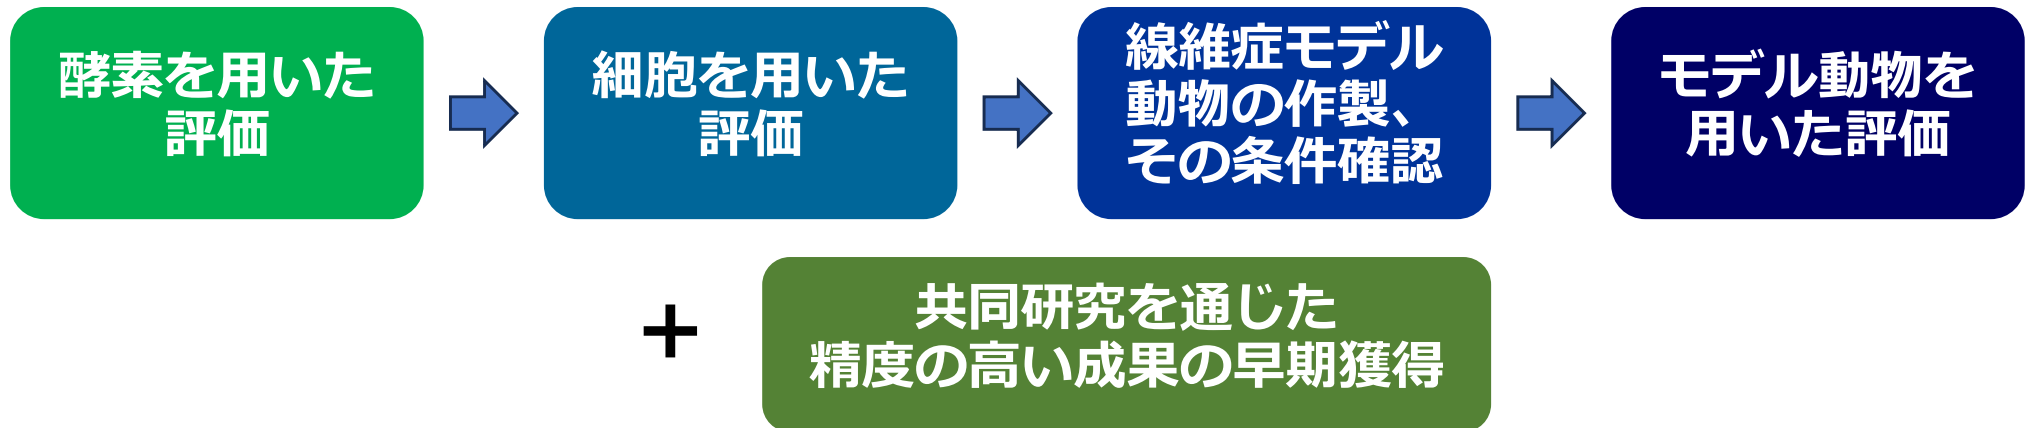 酵素を用いた
評価
細胞を用いた
評価
線維症モデル
動物の作製、
その条件確認
モデル動物を
用いた評価
+
共同研究を通じた
精度の高い成果の早期獲得